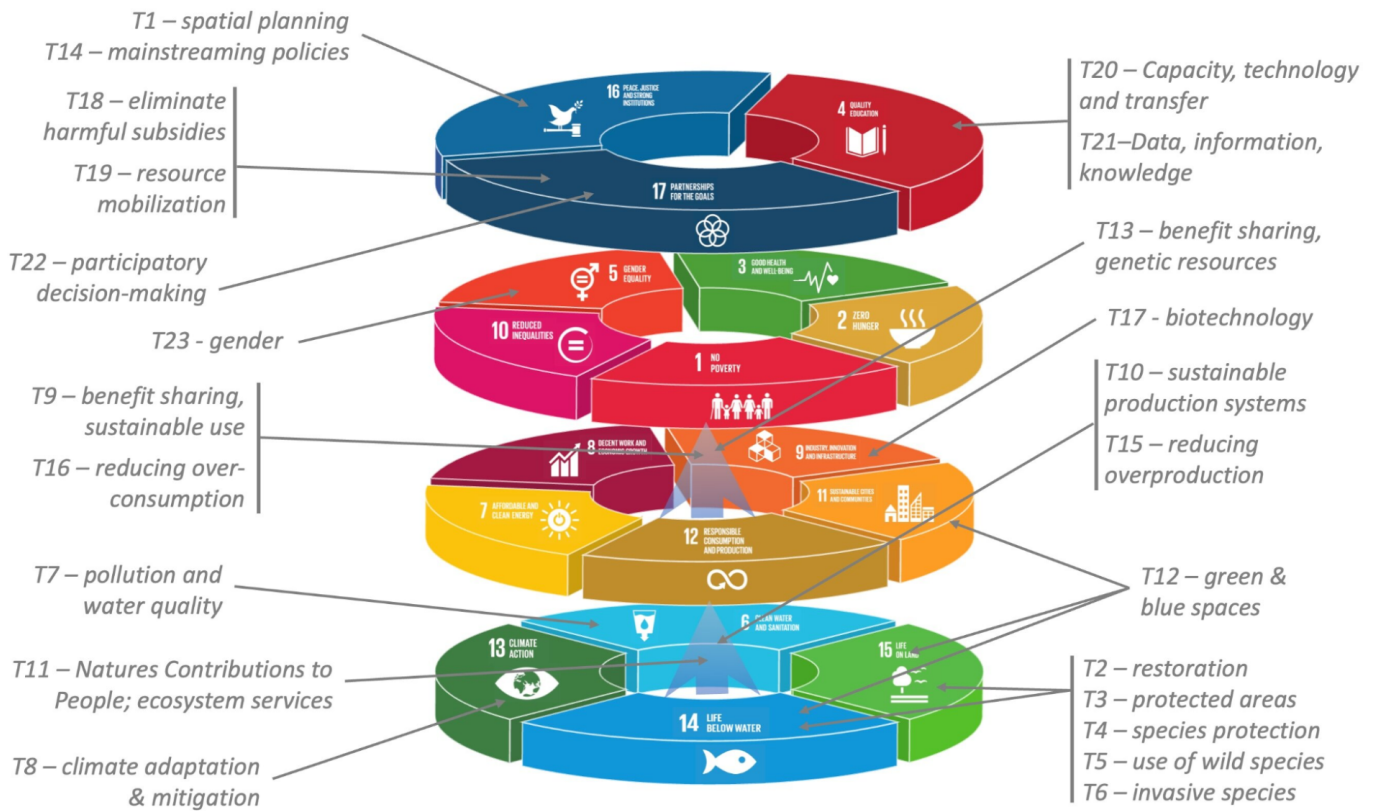 T1 – spatial planning
T14 – mainstreaming policies
T18 – eliminate
harmful subsidies
T19 – resource
mobilization
T22 – participatory
decision-making
T23 - gender
T9 – benefit sharing,
sustainable use
T16 – reducing over-
consumption
T7 – pollution and
water quality
T11 – Natures Contributions to
People; ecosystem services
T8 – climate adaptation
& mitigation
16 PEACE, JUSTICE
AND STRONG
INSTITUTIONS
4 QUALITY
EDUCATION
17 PARTNERSHIPS
FOR THE GOALS
5 GENDER
EQUALITY
3 GOOD HEALTH
AND WELL-BEING
10 REDUCED
INEQUALITIES
2 ZERO
HUNGER
1 NO
POVERTY
8 DECENT WORK AND
ECONOMIC GROWTH
9 INDUSTRY, INNOVATION
AND INFRASTRUCTURE
7 AFFORDABLE AND
CLEAN ENERGY
11 SUSTAINABLE CITIES
AND COMMUNITIES
12 RESPONSIBLE
CONSUMPTION
AND PRODUCTION
6 CLEAN WATER
AND SANITATION
13 CLIMATE
ACTION
15 LIFE
ON LAND
14 LIFE
BELOW WATER
T20 – Capacity, technology
and transfer
T21–Data, information,
knowledge
T13 – benefit sharing,
genetic resources
T17 - biotechnology
T10 – sustainable
production systems
T15 – reducing
overproduction
T12 – green &
blue spaces
T2 – restoration
T3 – protected areas
T4 – species protection
T5 – use of wild species
T6 – invasive species